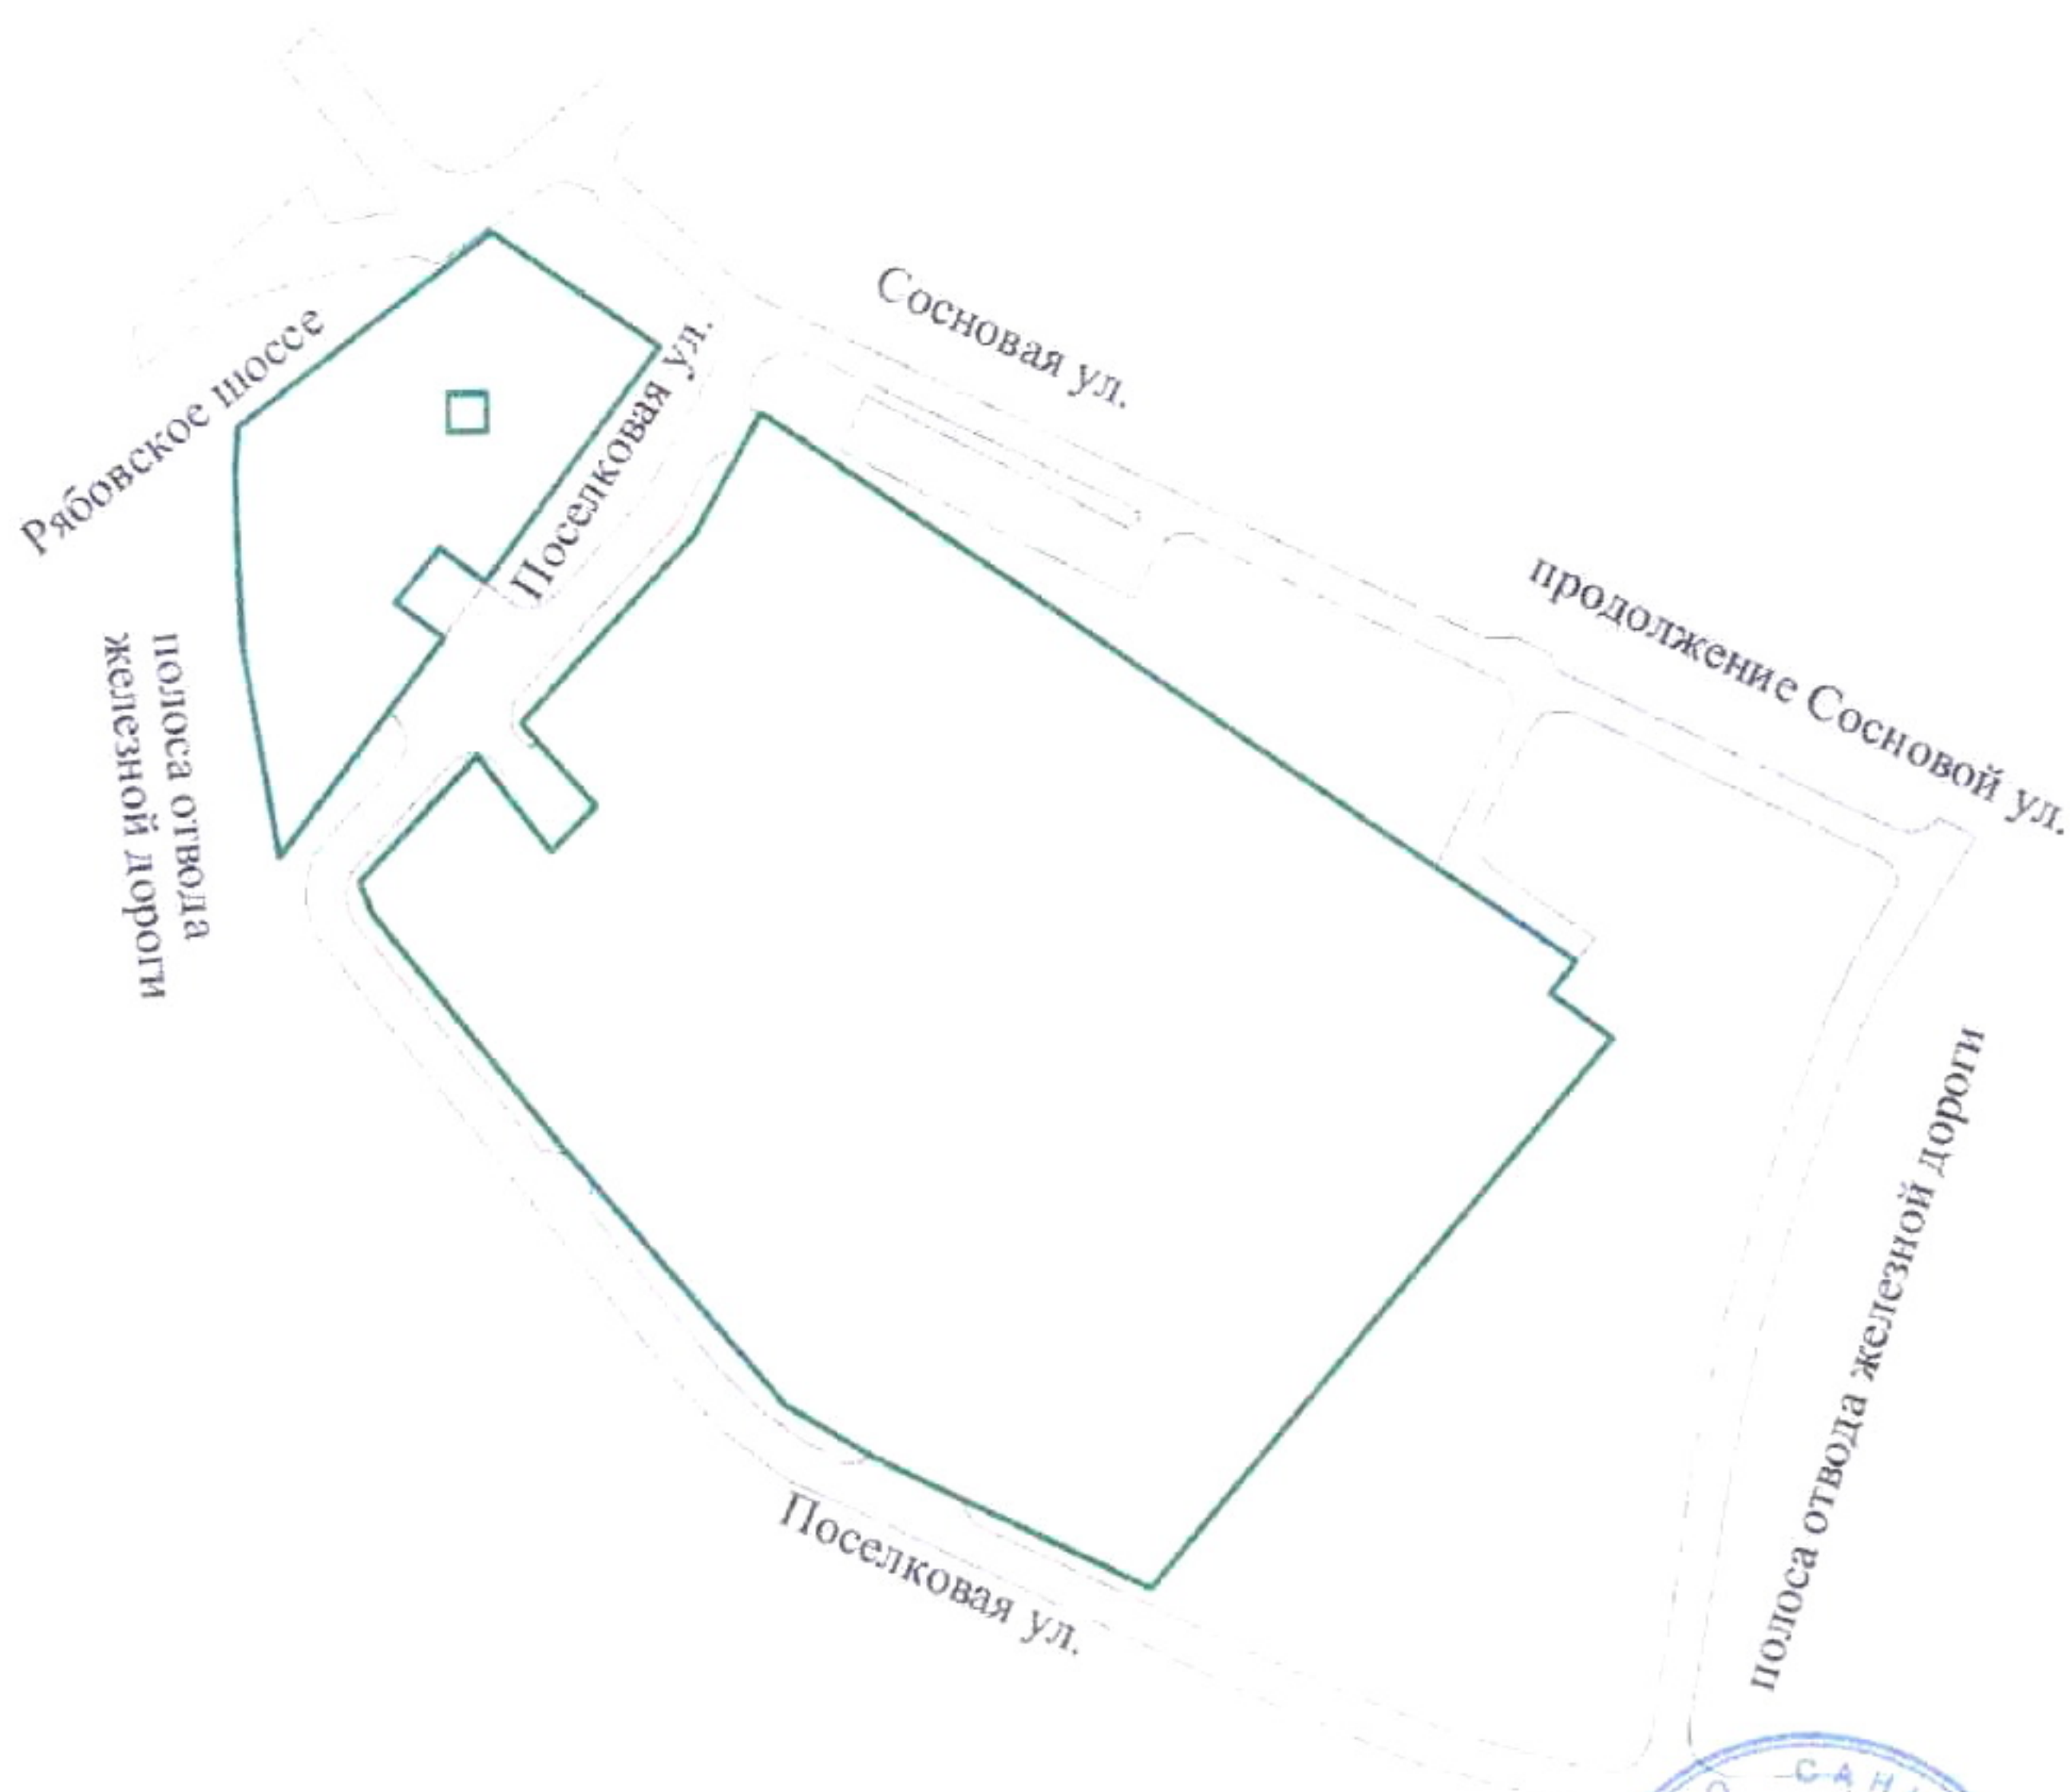 Сосновая ул.
Рябовское шоссе
Поселковая ул.
продолжение Сосновой ул.
полоса отвода
железной дороги
полоса отвода железной дороги
Поселковая ул.
САН